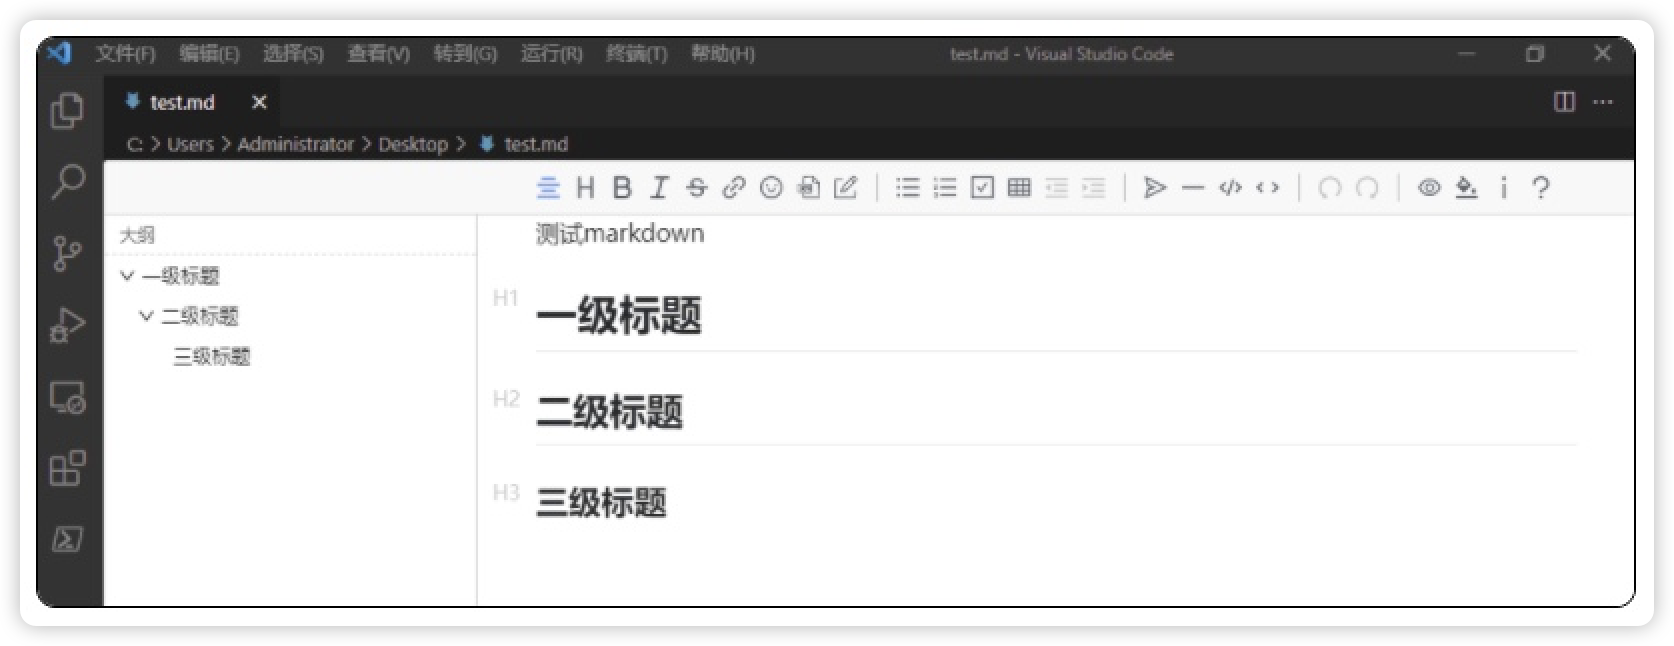 文件(F) 编辑(E) 选择(S) 查看(V) 转到(G) 运行(R) 终端(T) 帮助(H) test.md - Visual Studio Code
test.md
C: > Users > Administrator > Desktop > test.md
大纲
一级标题
二级标题
三级标题
测试markdown
H1 一级标题
H2 二级标题
H3 三级标题